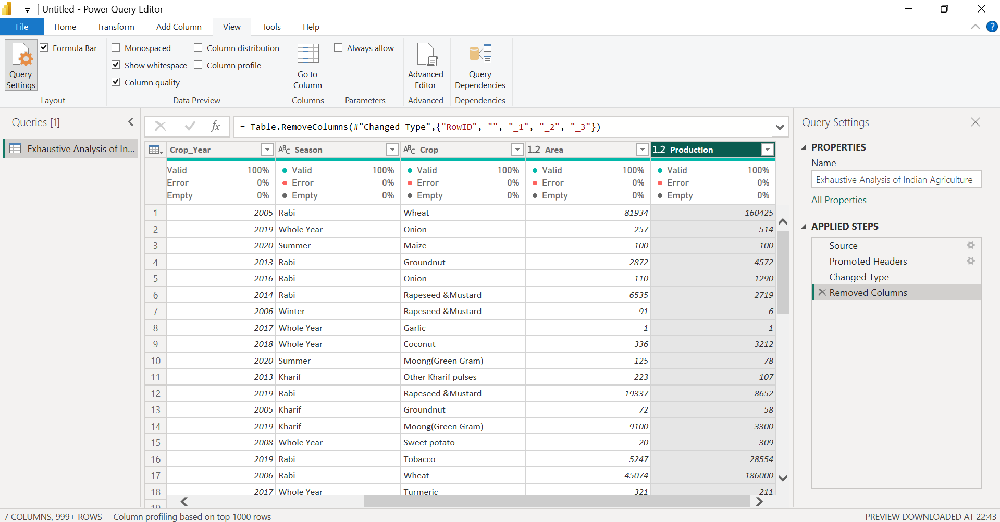 Untitled - Power Query Editor
File Home Transform Add Column View Tools Help ?
Query Settings
Formula Bar
Layout
Monospaced
Show whitespace
Column quality
Column distribution
Column profile
Data Preview
Go to Column
Columns
Always allow
Parameters
Advanced Editor
Advanced
Query Dependencies
Dependencies
Queries [1]
Exhaustive Analysis of In...
fx = Table.RemoveColumns(#"Changed Type",{"RowID", "", "_1", "_2", "_3"})
Crop_Year ABC Season ABC Crop 1.2 Area 1.2 Production
Valid 100% Valid 100% Valid 100% Valid 100% Valid 100%
Error 0% Error 0% Error 0% Error 0% Error 0%
Empty 0% Empty 0% Empty 0% Empty 0% Empty 0%
1 2005 Rabi Wheat 81934 160425
2 2019 Whole Year Onion 257 514
3 2020 Summer Maize 100 100
4 2013 Rabi Groundnut 2872 4572
5 2016 Rabi Onion 110 1290
6 2014 Rabi Rapeseed &Mustard 6535 2719
7 2006 Winter Rapeseed &Mustard 91 6
8 2017 Whole Year Garlic 1 1
9 2018 Whole Year Coconut 336 3212
10 2020 Summer Moong(Green Gram) 125 78
11 2013 Kharif Other Kharif pulses 223 107
12 2019 Rabi Rapeseed &Mustard 19337 8652
13 2005 Kharif Groundnut 72 58
14 2019 Kharif Moong(Green Gram) 9100 3300
15 2008 Whole Year Sweet potato 20 309
16 2019 Rabi Tobacco 5247 28554
17 2006 Rabi Wheat 45074 186000
18 2017 Whole Year Turmeric 321 211
19
Query Settings
PROPERTIES
Name
Exhaustive Analysis of Indian Agriculture
All Properties
APPLIED STEPS
Source
Promoted Headers
Changed Type
Removed Columns
7 COLUMNS, 999+ ROWS Column profiling based on top 1000 rows PREVIEW DOWNLOADED AT 22:43